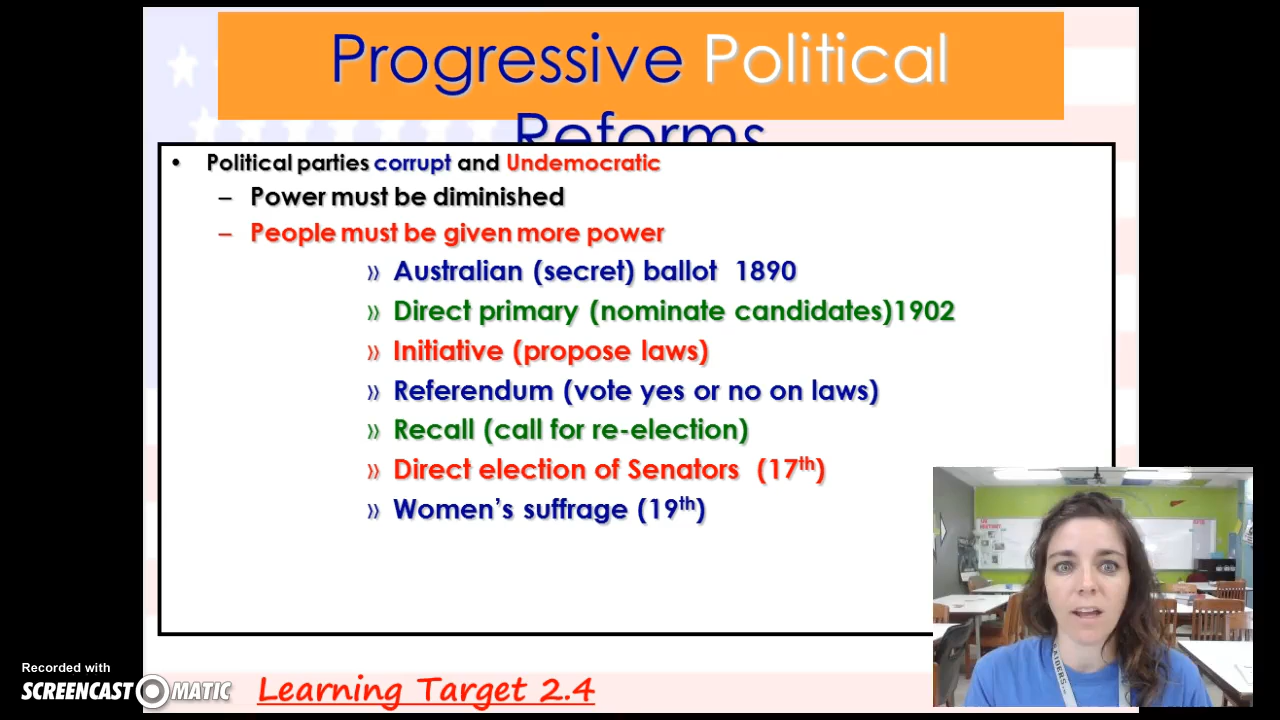 Progressive Political
Reforms
• Political parties corrupt and Undemocratic
– Power must be diminished
– People must be given more power
» Australian (secret) ballot 1890
» Direct primary (nominate candidates)1902
» Initiative (propose laws)
» Referendum (vote yes or no on laws)
» Recall (call for re-election)
» Direct election of Senators (17th)
» Women’s suffrage (19th)
RAIDERS
Recorded with
SCREENCAST MATIC
Learning Target 2.4